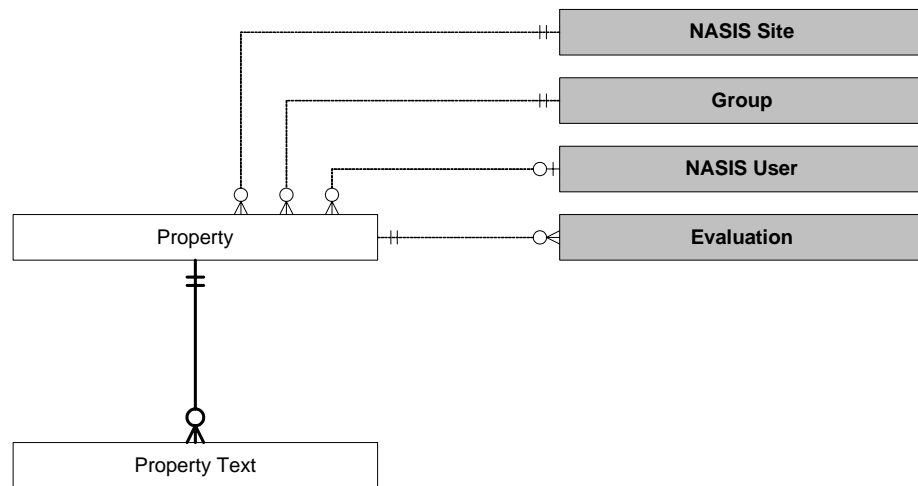 NASIS Site
Group
NASIS User
Property
Evaluation
Property Text